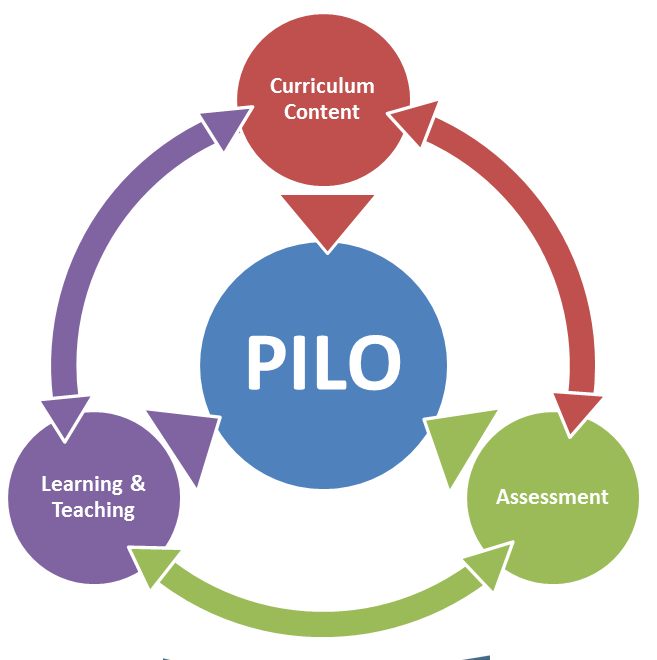 Curriculum
Content
PILO
Learning &
Teaching
Assessment